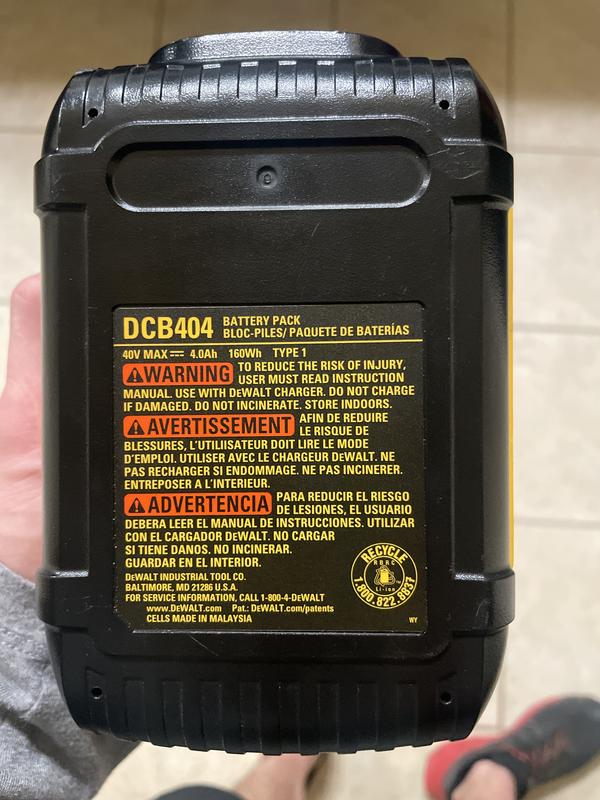 DCB404 BATTERY PACK
BLOC-PILES/ PAQUETE DE BATERÍAS
40V MAX 4.0Ah 160Wh TYPE 1
WARNING TO REDUCE THE RISK OF INJURY,
USER MUST READ INSTRUCTION
MANUAL. USE WITH DEWALT CHARGER. DO NOT CHARGE
IF DAMAGED. DO NOT INCINERATE. STORE INDOORS.
AVERTISSEMENT AFIN DE REDUIRE
LE RISQUE DE
BLESSURES, L'UTILIISATEUR DOIT LIRE LE MODE
D'EMPLOI. UTILISER AVEC LE CHARGEUR DEWALT. NE
PAS RECHARGER SI ENDOMMAGE. NE PAS INCINERER.
ENTREPOSER A L'INTERIEUR.
ADVERTENCIA PARA REDUCIR EL RIESGO
DE LESIONES, EL USUARIO
DEBERA LEER EL MANUAL DE INSTRUCCIONES. UTILIZAR
CON EL CARGADOR DEWALT. NO CARGAR
SI TIENE DANOS. NO INCINERAR.
GUARDAR EN EL INTERIOR.
DEWALT INDUSTRIAL TOOL CO.
BALTIMORE, MD 21286 U.S.A.
FOR SERVICE INFORMATION, CALL 1-800-4-DEWALT
www.DEWALT.com Pat.: DEWALT.com/patents
CELLS MADE IN MALAYSIA
RECYCLE
RBRC
Li-ion
1.800.822.8837
WY